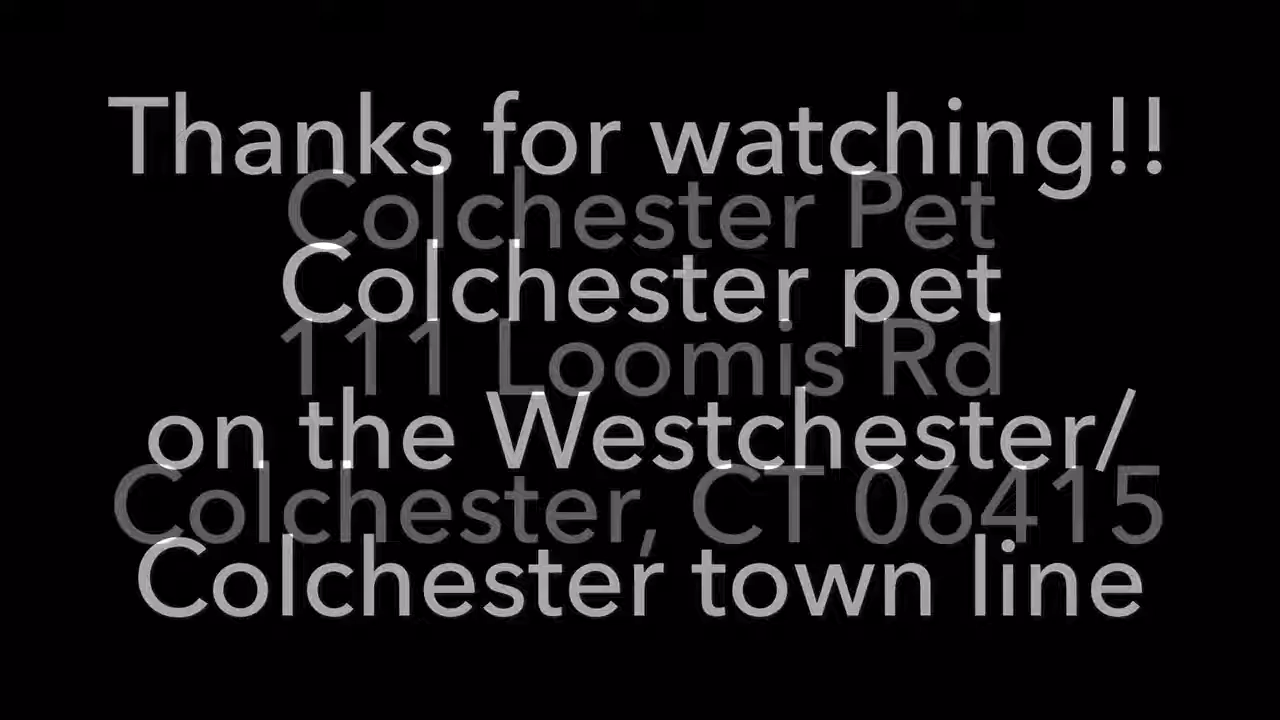 Thanks for watching!!
Colchester Pet
Colchester pet
111 Loomis Rd
on the Westchester/
Colchester, CT 06415
Colchester town line